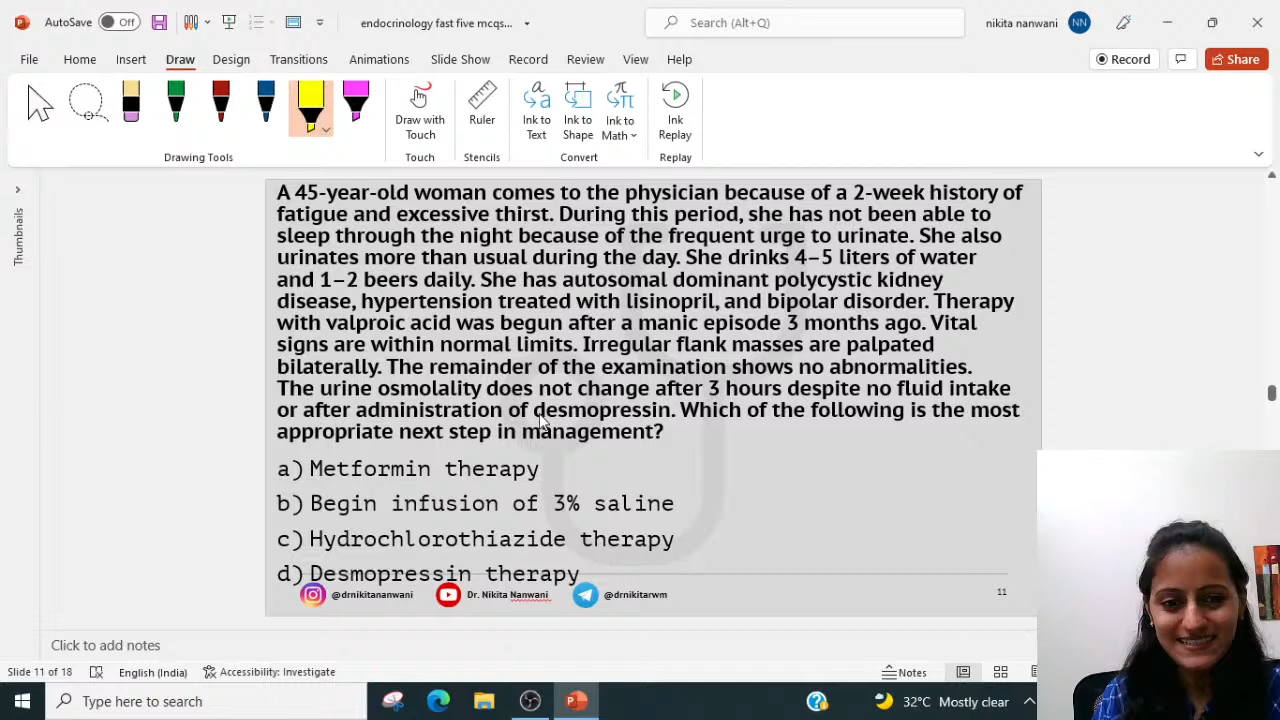 AutoSave Off endocrinology fast five mcqs... Search (Alt+Q) nikita nanwani NN
File Home Insert Draw Design Transitions Animations Slide Show Record Review View Help Record Share
Draw with Touch
Ruler
Ink to Text
Ink to Shape
Ink to Math
Ink Replay
Drawing Tools Touch Stencils Convert Replay
Thumbnails
A 45-year-old woman comes to the physician because of a 2-week history of
fatigue and excessive thirst. During this period, she has not been able to
sleep through the night because of the frequent urge to urinate. She also
urinates more than usual during the day. She drinks 4–5 liters of water
and 1–2 beers daily. She has autosomal dominant polycystic kidney
disease, hypertension treated with lisinopril, and bipolar disorder. Therapy
with valproic acid was begun after a manic episode 3 months ago. Vital
signs are within normal limits. Irregular flank masses are palpated
bilaterally. The remainder of the examination shows no abnormalities.
The urine osmolality does not change after 3 hours despite no fluid intake
or after administration of desmopressin. Which of the following is the most
appropriate next step in management?
a) Metformin therapy
b) Begin infusion of 3% saline
c) Hydrochlorothiazide therapy
d) Desmopressin therapy
@drnikitananwani Dr. Nikita Nanwani @drnikitarwm 11
Click to add notes
Slide 11 of 18 English (India) Accessibility: Investigate Notes
Type here to search 32°C Mostly clear